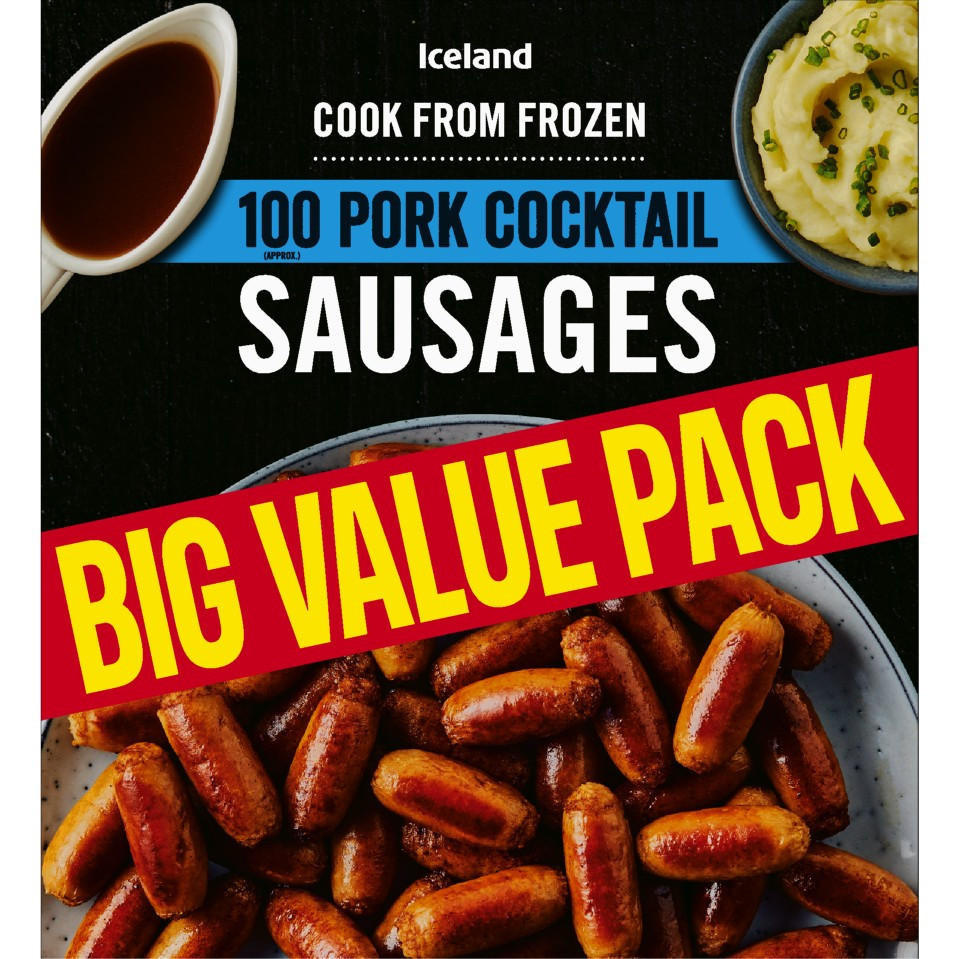 Iceland
COOK FROM FROZEN
100 PORK COCKTAIL
(APPROX.)
SAUSAGES
BIG VALUE PACK